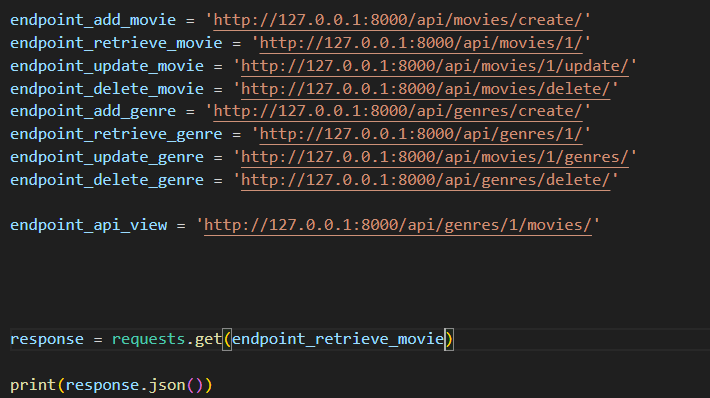 endpoint_add_movie = 'http://127.0.0.1:8000/api/movies/create/'
endpoint_retrieve_movie = 'http://127.0.0.1:8000/api/movies/1/'
endpoint_update_movie = 'http://127.0.0.1:8000/api/movies/1/update/'
endpoint_delete_movie = 'http://127.0.0.1:8000/api/movies/delete/'
endpoint_add_genre = 'http://127.0.0.1:8000/api/genres/create/'
endpoint_retrieve_genre = 'http://127.0.0.1:8000/api/genres/1/'
endpoint_update_genre = 'http://127.0.0.1:8000/api/movies/1/genres/'
endpoint_delete_genre = 'http://127.0.0.1:8000/api/genres/delete/'
endpoint_api_view = 'http://127.0.0.1:8000/api/genres/1/movies/'
response = requests.get(endpoint_retrieve_movie)
print(response.json())